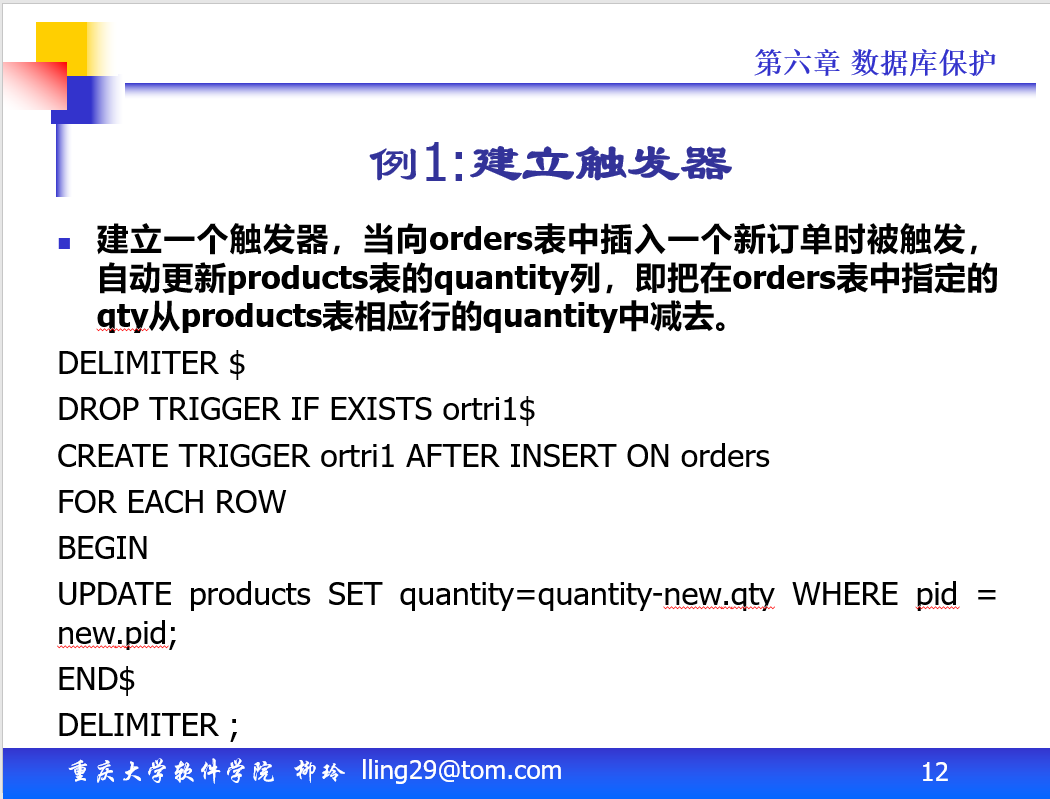 第六章 数据库保护
例1:建立触发器
建立一个触发器，当向orders表中插入一个新订单时被触发，
自动更新products表的quantity列，即把在orders表中指定的
qty从products表相应行的quantity中减去。
DELIMITER $
DROP TRIGGER IF EXISTS ortri1$
CREATE TRIGGER ortri1 AFTER INSERT ON orders
FOR EACH ROW
BEGIN
UPDATE products SET quantity=quantity-new.qty WHERE pid =
new.pid;
END$
DELIMITER ;
重庆大学软件学院 柳玲 lling29@tom.com 12